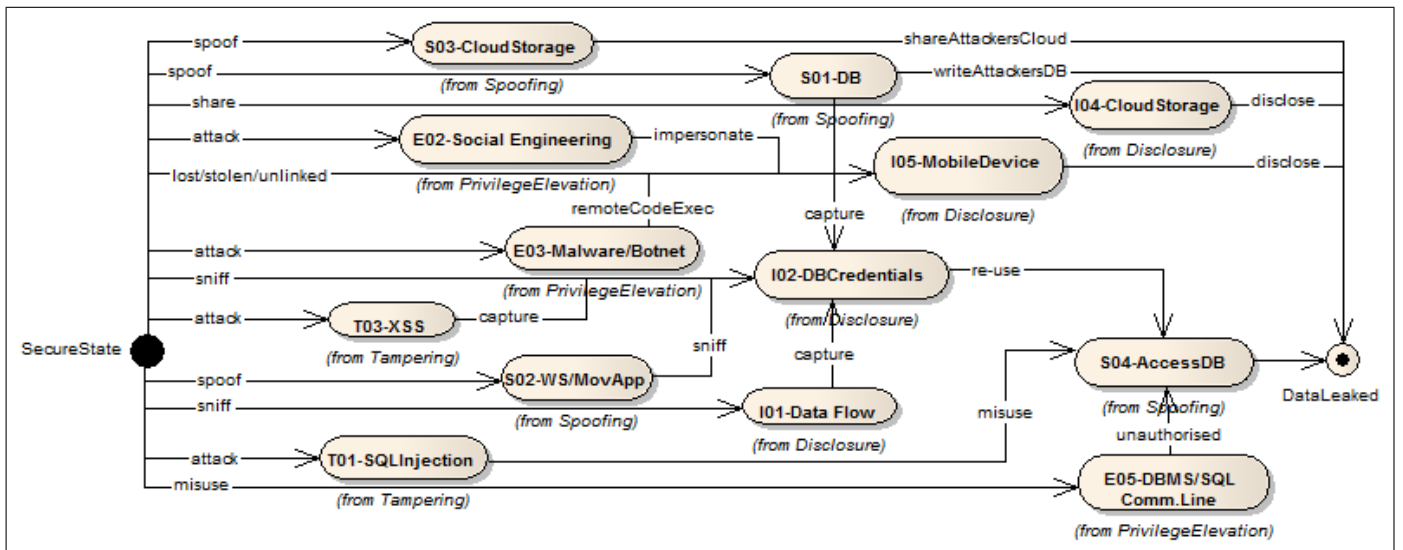 spoof
S03-CloudStorage
shareAttackersCloud
(from Spoofing)
spoof
S01-DB
writeAttackersDB
(from Spoofing)
share
I04-CloudStorage
disclose
(from Disclosure)
attack
E02-Social Engineering
impersonate
(from PrivilegeElevation)
lost/stolen/unlinked
I05-MobileDevice
disclose
(from Disclosure)
remoteCodeExec
capture
attack
E03-Malware/Botnet
(from PrivilegeElevation)
sniff
I02-DBCredentials
re-use
(from Disclosure)
attack
T03-XSS
capture
(from Tampering)
SecureState
sniff
capture
spoof
S02-WS/MovApp
(from Spoofing)
S04-AccessDB
(from Spoofing)
DataLeaked
sniff
I01-Data Flow
(from Disclosure)
misuse
unauthorised
attack
T01-SQLInjection
(from Tampering)
misuse
E05-DBMS/SQL
Comm.Line
(from PrivilegeElevation)